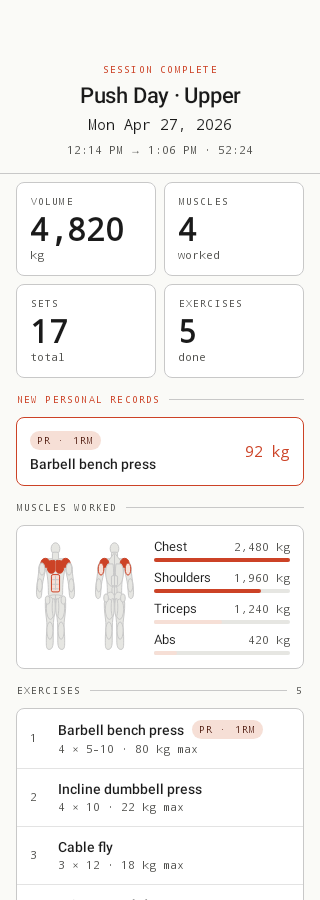 SESSION COMPLETE
Push Day · Upper
Mon Apr 27, 2026
12:14 PM → 1:06 PM · 52:24
VOLUME
4,820
kg
MUSCLES
4
worked
SETS
17
total
EXERCISES
5
done
NEW PERSONAL RECORDS
PR · 1RM
Barbell bench press
92 kg
MUSCLES WORKED
Chest 2,480 kg
Shoulders 1,960 kg
Triceps 1,240 kg
Abs 420 kg
EXERCISES 5
1 Barbell bench press PR · 1RM
4 × 5–10 · 80 kg max
2 Incline dumbbell press
4 × 10 · 22 kg max
3 Cable fly
3 × 12 · 18 kg max